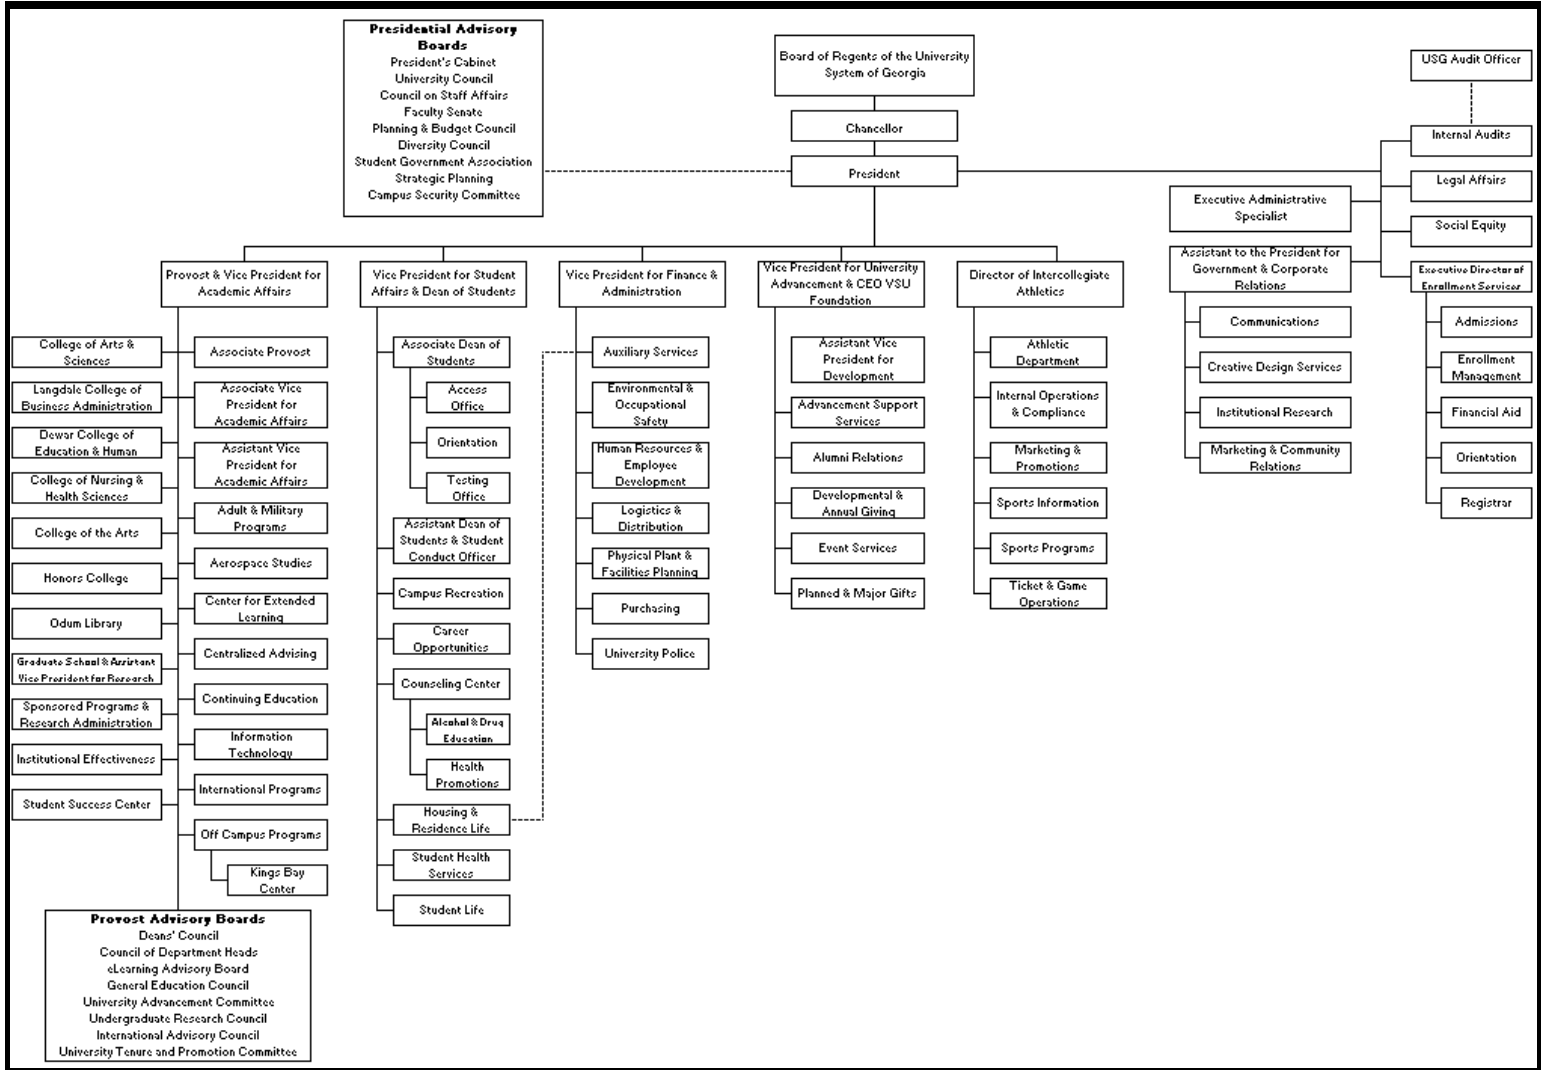 Presidential Advisory
Boards
President's Cabinet
University Council
Council on Staff Affairs
Faculty Senate
Planning & Budget Council
Diversity Council
Student Government Association
Strategic Planning
Campus Security Committee
Board of Regents of the University
System of Georgia
Chancellor
President
USG Audit Officer
Internal Audits
Legal Affairs
Social Equity
Executive Director of
Enrollment Services
Admissions
Enrollment
Management
Financial Aid
Orientation
Registrar
Executive Administrative
Specialist
Assistant to the President for
Government & Corporate
Relations
Communications
Creative Design Services
Institutional Research
Marketing & Community
Relations
Provost & Vice President for
Academic Affairs
College of Arts &
Sciences
Langdale College of
Business Administration
Dewar College of
Education & Human
College of Nursing &
Health Sciences
College of the Arts
Honors College
Odum Library
Graduate School & Assistant
Vice President for Research
Sponsored Programs &
Research Administration
Institutional Effectiveness
Student Success Center
Associate Provost
Associate Vice
President for
Academic Affairs
Assistant Vice
President for
Academic Affairs
Adult & Military
Programs
Aerospace Studies
Center for Extended
Learning
Centralized Advising
Continuing Education
Information
Technology
International Programs
Off Campus Programs
Kings Bay
Center
Provost Advisory Boards
Deans' Council
Council of Department Heads
eLearning Advisory Board
General Education Council
University Advancement Committee
Undergraduate Research Council
International Advisory Council
University Tenure and Promotion Committee
Vice President for Student
Affairs & Dean of Students
Associate Dean of
Students
Access
Office
Orientation
Testing
Office
Assistant Dean of
Students & Student
Conduct Officer
Campus Recreation
Career
Opportunities
Counseling Center
Alcohol & Drug
Education
Health
Promotions
Housing &
Residence Life
Student Health
Services
Student Life
Vice President for Finance &
Administration
Auxiliary Services
Environmental &
Occupational
Safety
Human Resources &
Employee
Development
Logistics &
Distribution
Physical Plant &
Facilities Planning
Purchasing
University Police
Vice President for University
Advancement & CEO VSU
Foundation
Assistant Vice
President for
Development
Advancement Support
Services
Alumni Relations
Developmental &
Annual Giving
Event Services
Planned & Major Gifts
Director of Intercollegiate
Athletics
Athletic
Department
Internal Operations
& Compliance
Marketing &
Promotions
Sports Information
Sports Programs
Ticket & Game
Operations